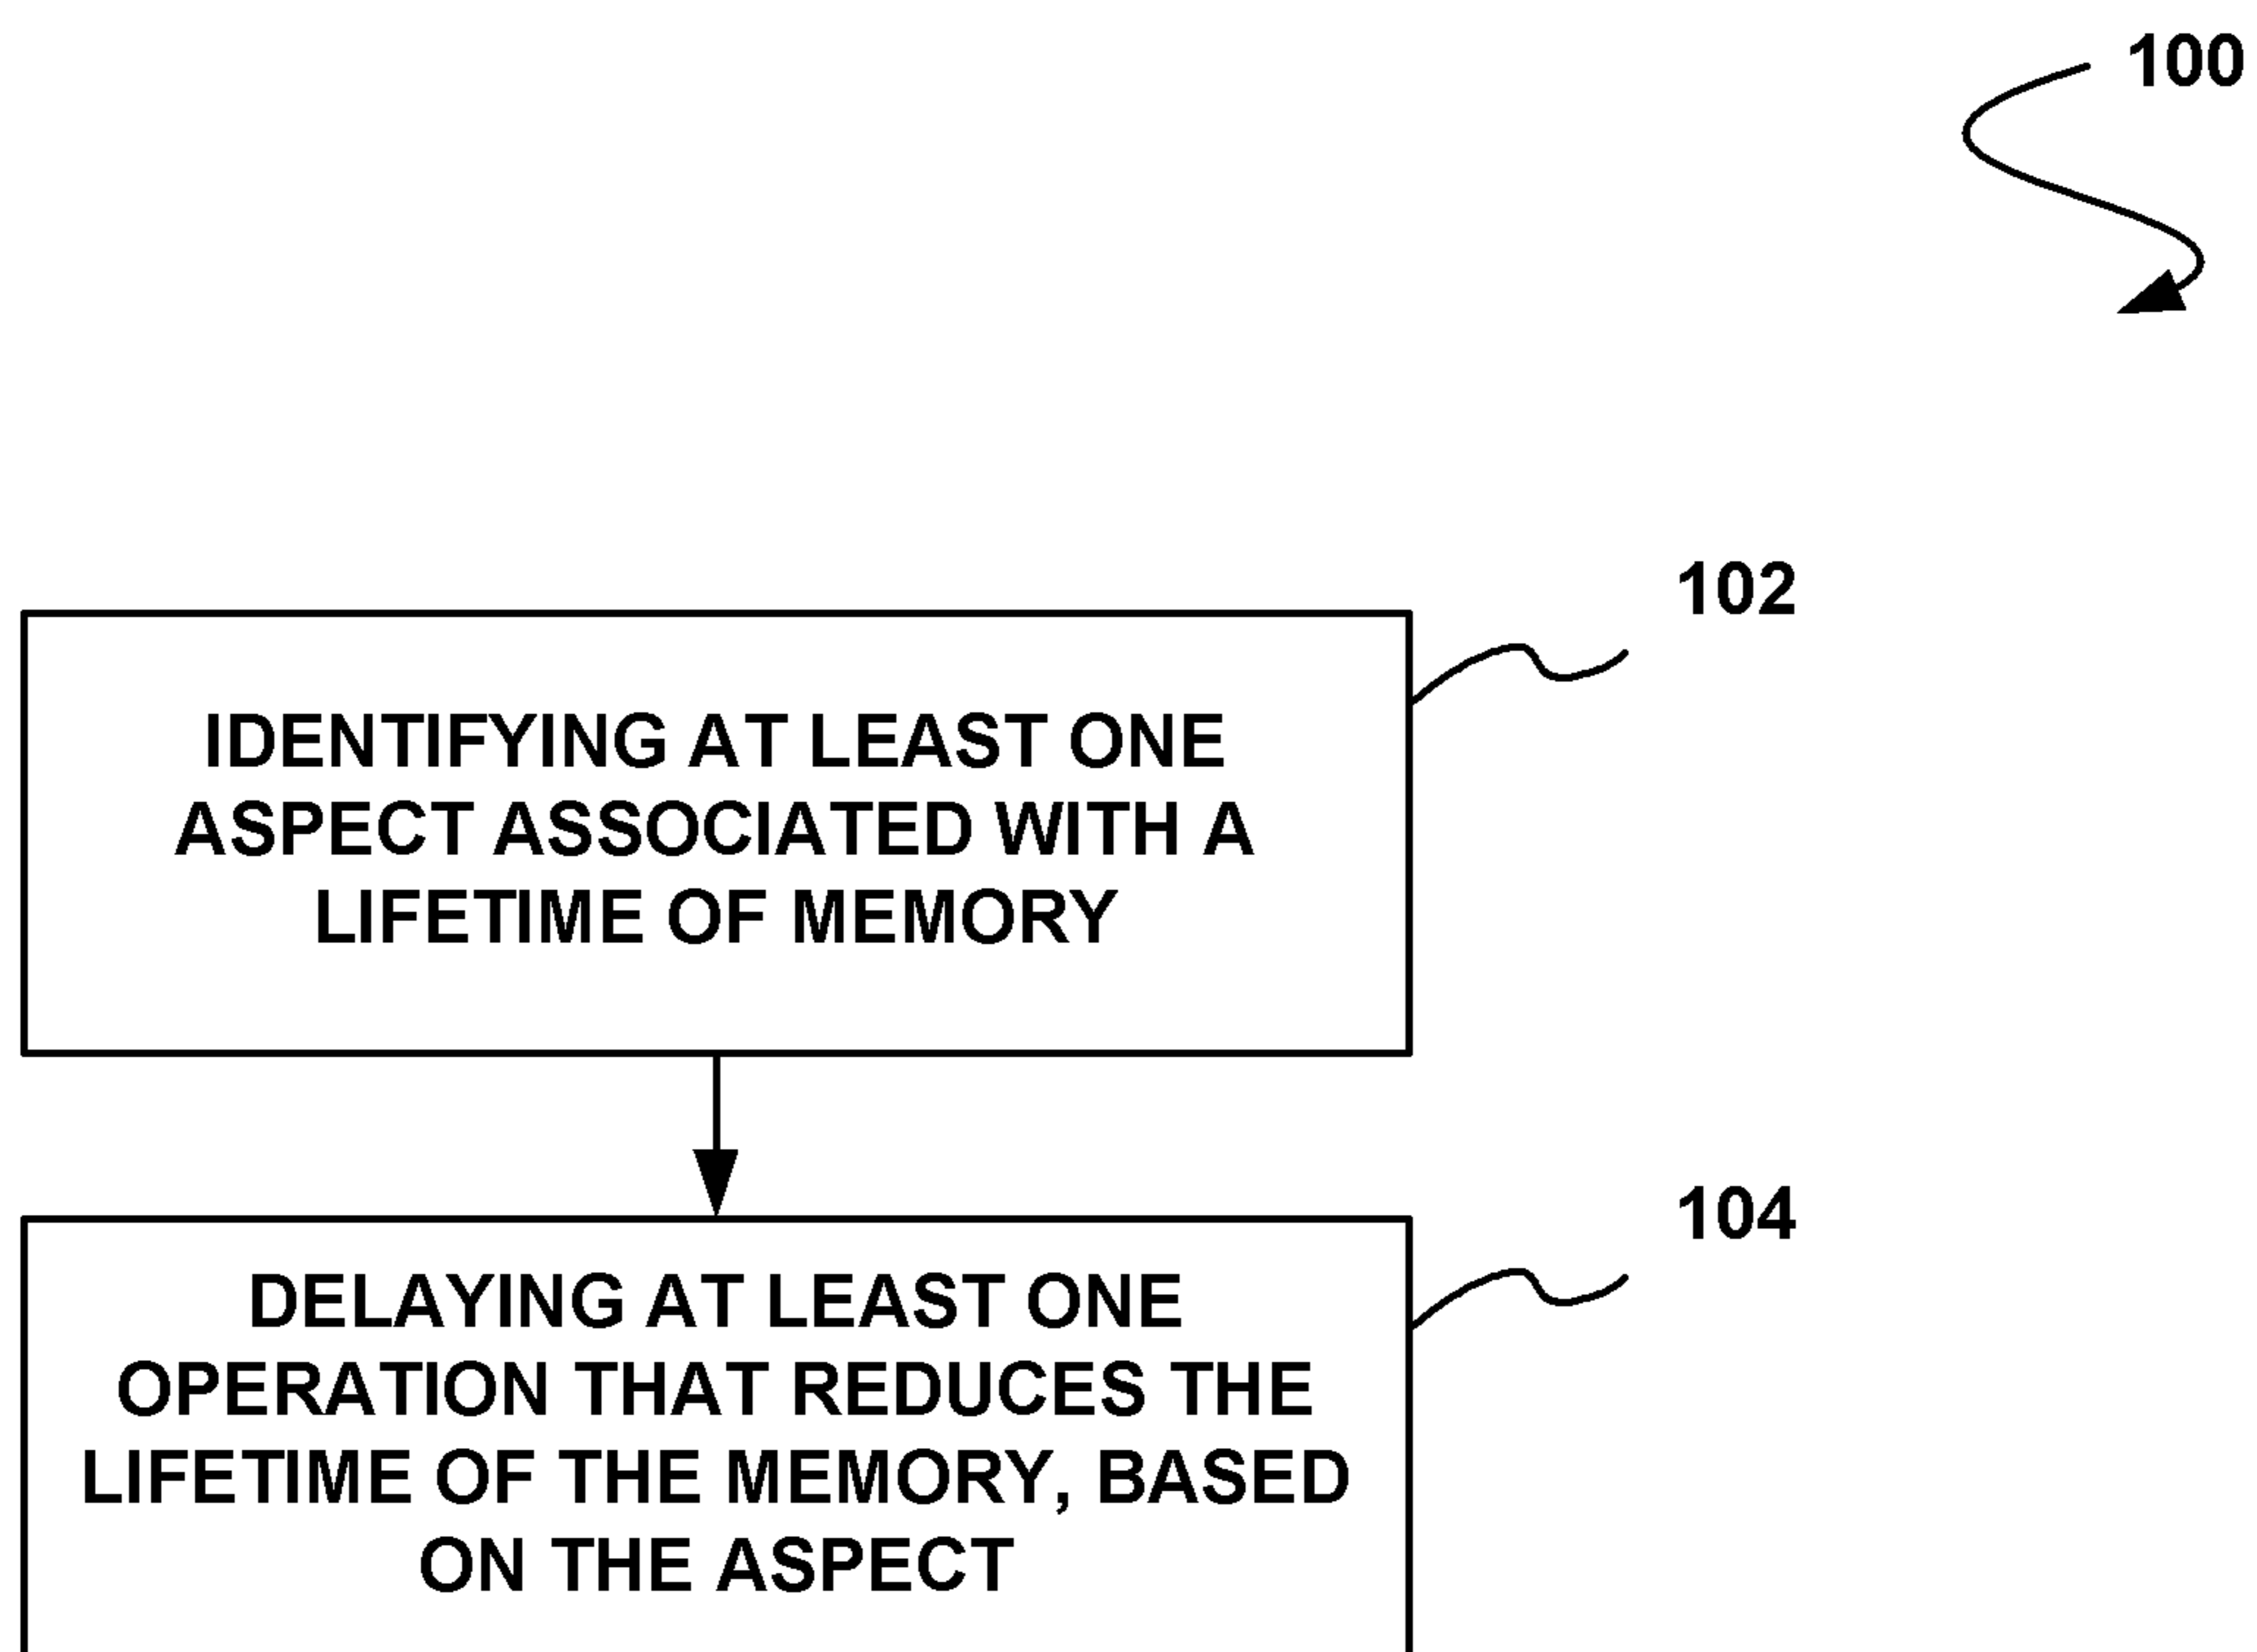 100
102
IDENTIFYING AT LEAST ONE
ASPECT ASSOCIATED WITH A
LIFETIME OF MEMORY
104
DELAYING AT LEAST ONE
OPERATION THAT REDUCES THE
LIFETIME OF THE MEMORY, BASED
ON THE ASPECT